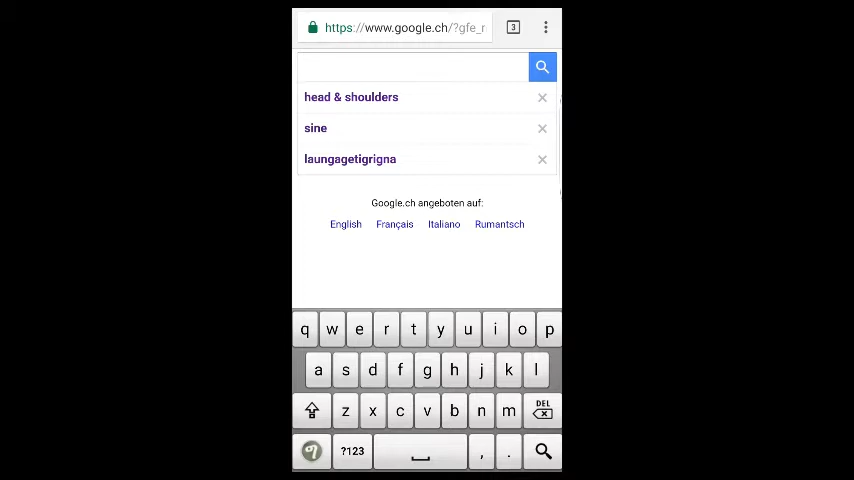 https://www.google.ch/?gfe_r
3
head & shoulders
sine
laungagetigrigna
Google.ch angeboten auf:
English Français Italiano Rumantsch
q w e r t y u i o p
a s d f g h j k l
z x c v b n m DEL
?123 , .